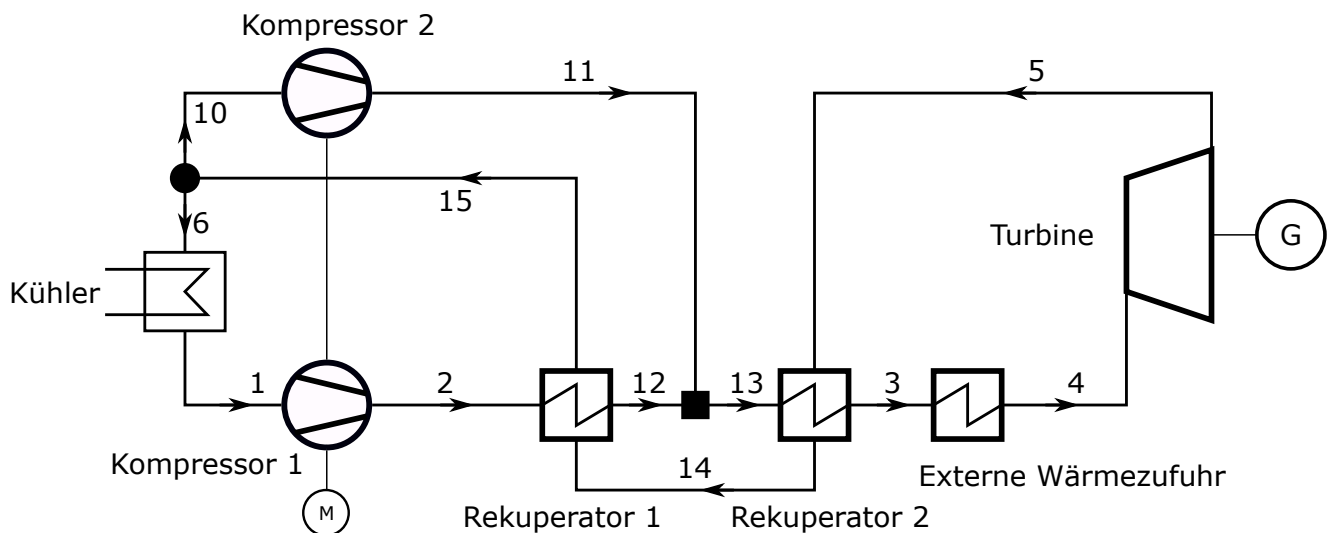 Kompressor 2
11
5
10
15
6
Turbine
G
Kühler
1
2
12
13
3
4
Kompressor 1
14
Externe Wärmezufuhr
M
Rekuperator 1
Rekuperator 2